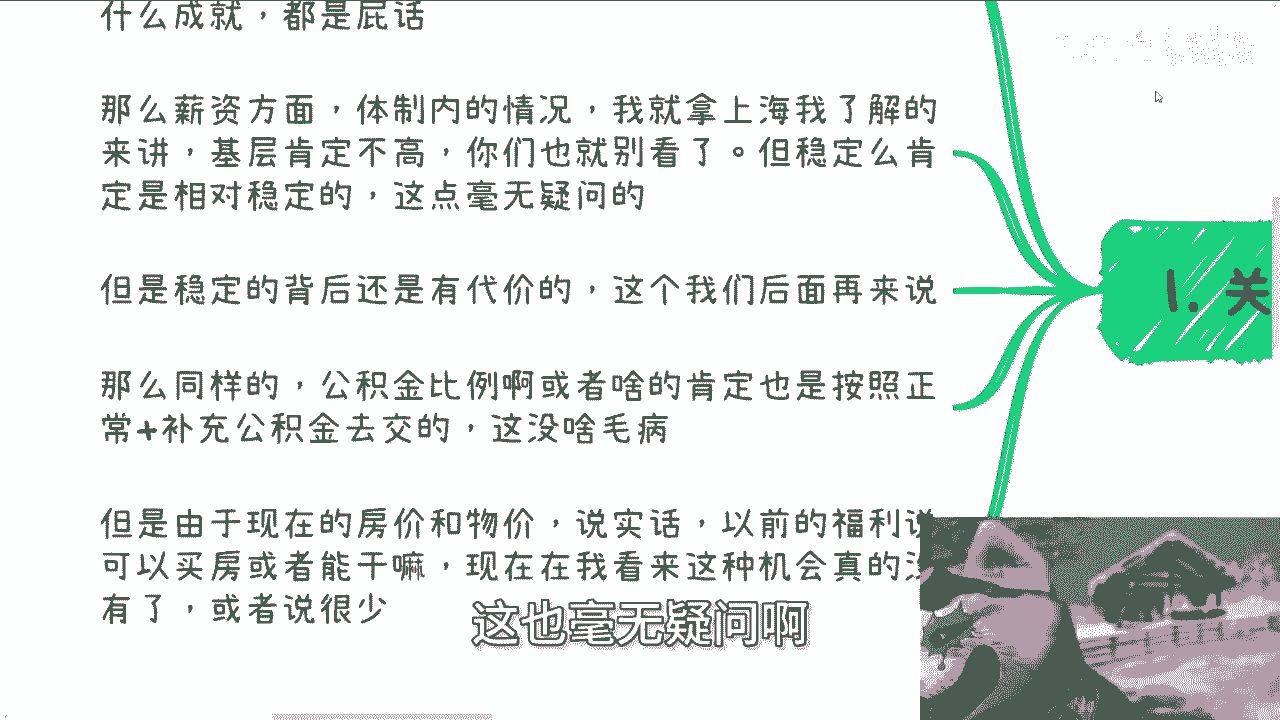 什么成就，都是屁话
那么薪资方面，体制内的情况，我就拿上海我了解的
来讲，基层肯定不高，你们也就别看了。但稳定么肯
定是相对稳定的，这点毫无疑问的
但是稳定的背后还是有代价的，这个我们后面再来说
那么同样的，公积金比例啊或者啥的肯定也是按照正
常+补充公积金去交的，这没啥毛病
但是由于现在的房价和物价，说实话，以前的福利说
可以买房或者能干嘛，现在在我看来这种机会真的没
有了，或者说很少
1. 关
这也毫无疑问啊